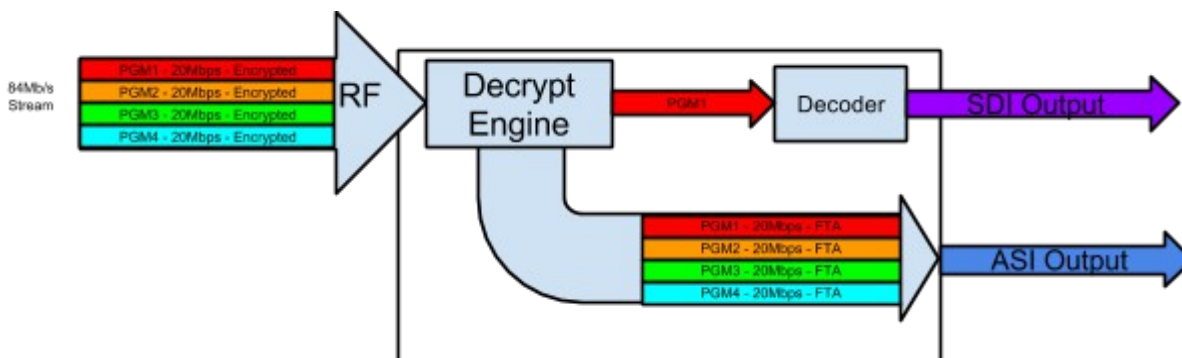 84Mb/s
Stream
PGM1 - 20Mbps - Encrypted
PGM2 - 20Mbps - Encrypted
PGM3 - 20Mbps - Encrypted
PGM4 - 20Mbps - Encrypted
RF
Decrypt
Engine
PGM1
Decoder
SDI Output
PGM1 - 20Mbps - FTA
PGM2 - 20Mbps - FTA
PGM3 - 20Mbps - FTA
PGM4 - 20Mbps - FTA
ASI Output